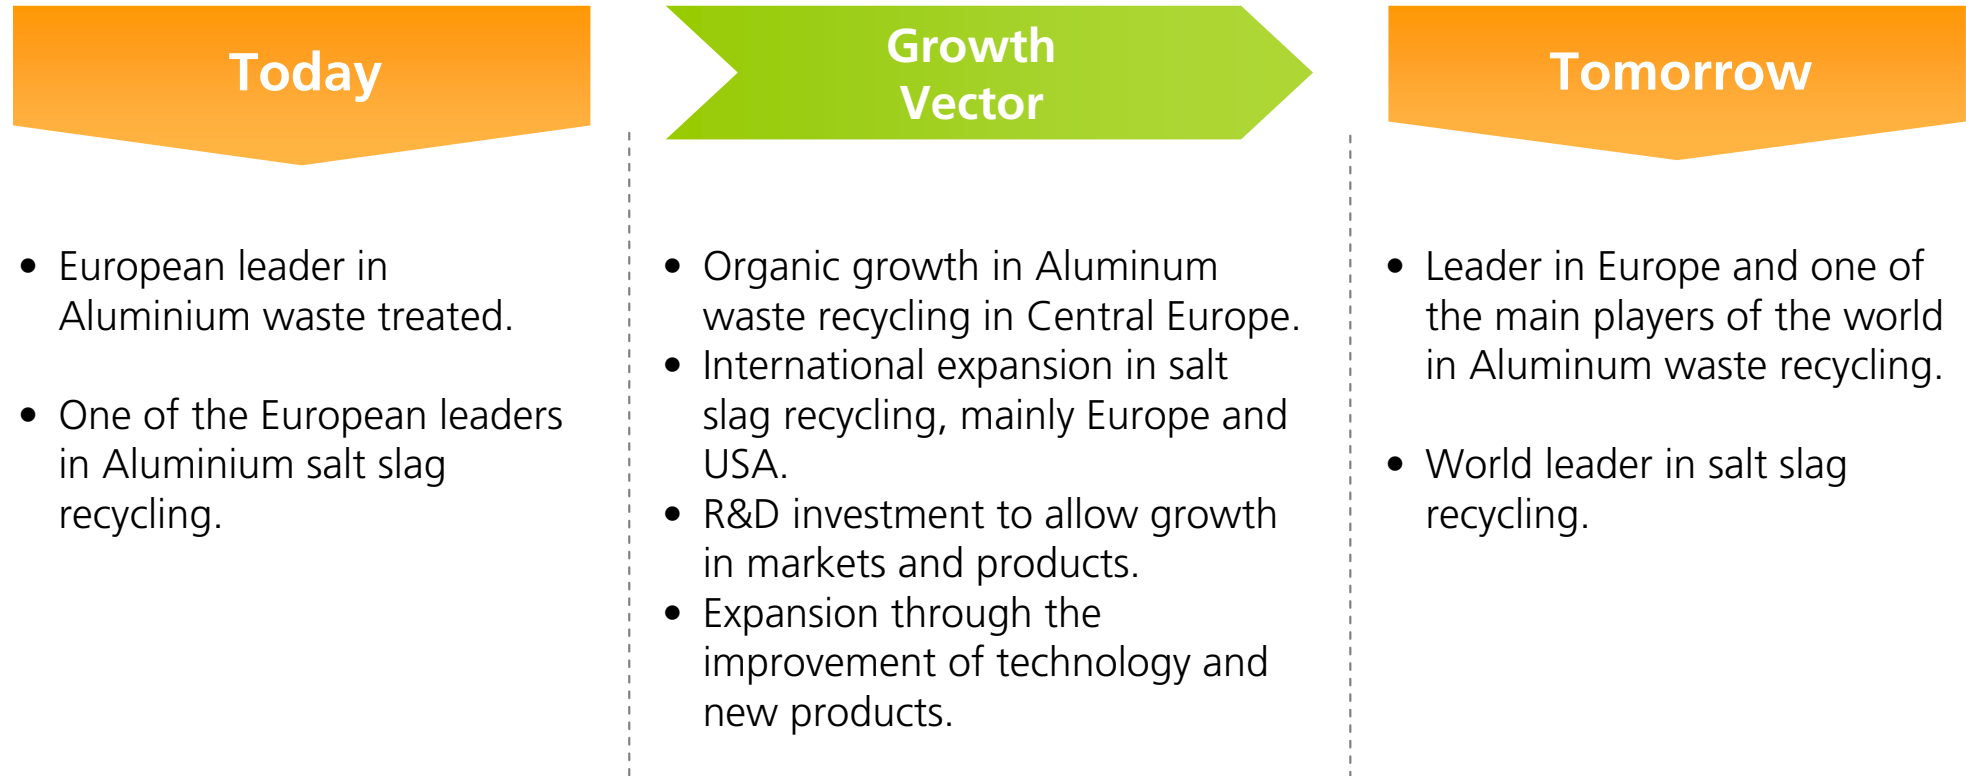 Today
• European leader in
Aluminium waste treated.
• One of the European leaders
in Aluminium salt slag
recycling.
Growth
Vector
• Organic growth in Aluminum
waste recycling in Central Europe.
• International expansion in salt
slag recycling, mainly Europe and
USA.
• R&D investment to allow growth
in markets and products.
• Expansion through the
improvement of technology and
new products.
Tomorrow
• Leader in Europe and one of
the main players of the world
in Aluminum waste recycling.
• World leader in salt slag
recycling.